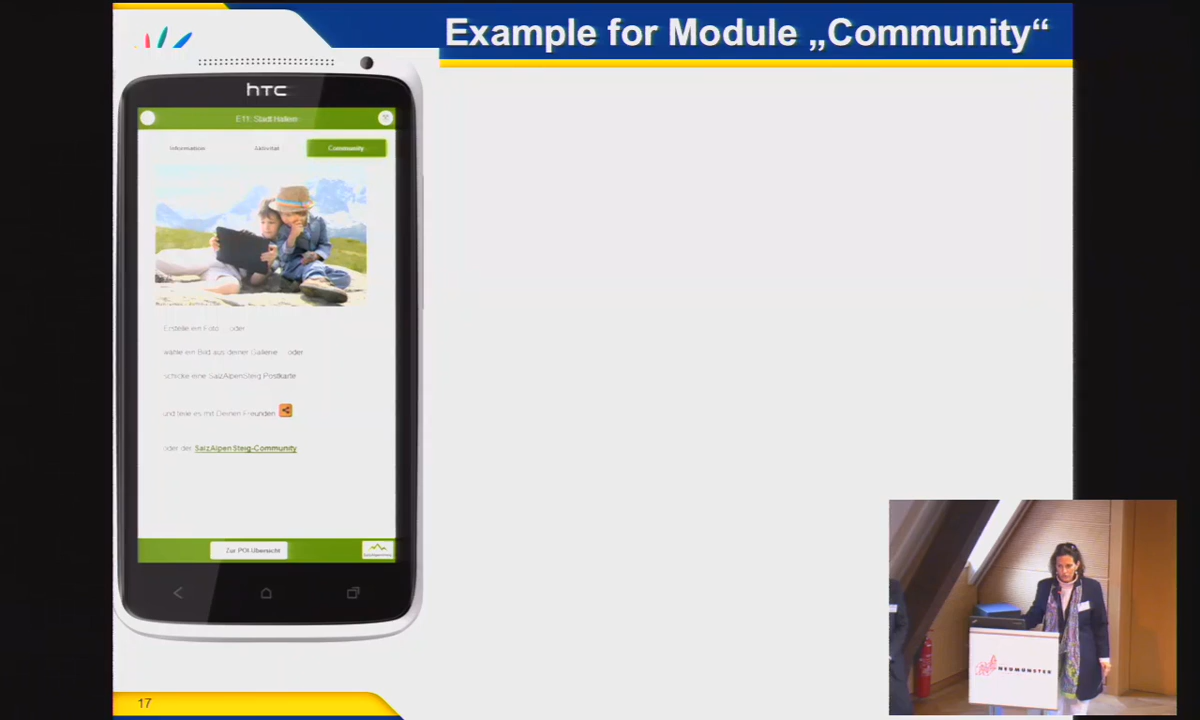 Example for Module „Community“
hTC
E11: Stadt Hallein
Information
Aktivität
Community
Erstelle ein Foto oder
wähle ein Bild aus deiner Gallerie oder
schicke eine SalzAlpenSteig Postkarte
und teile es mit Deinen Freunden
oder der SalzAlpenSteig-Community
Zur POI Übersicht
17
NEUMÜNSTER